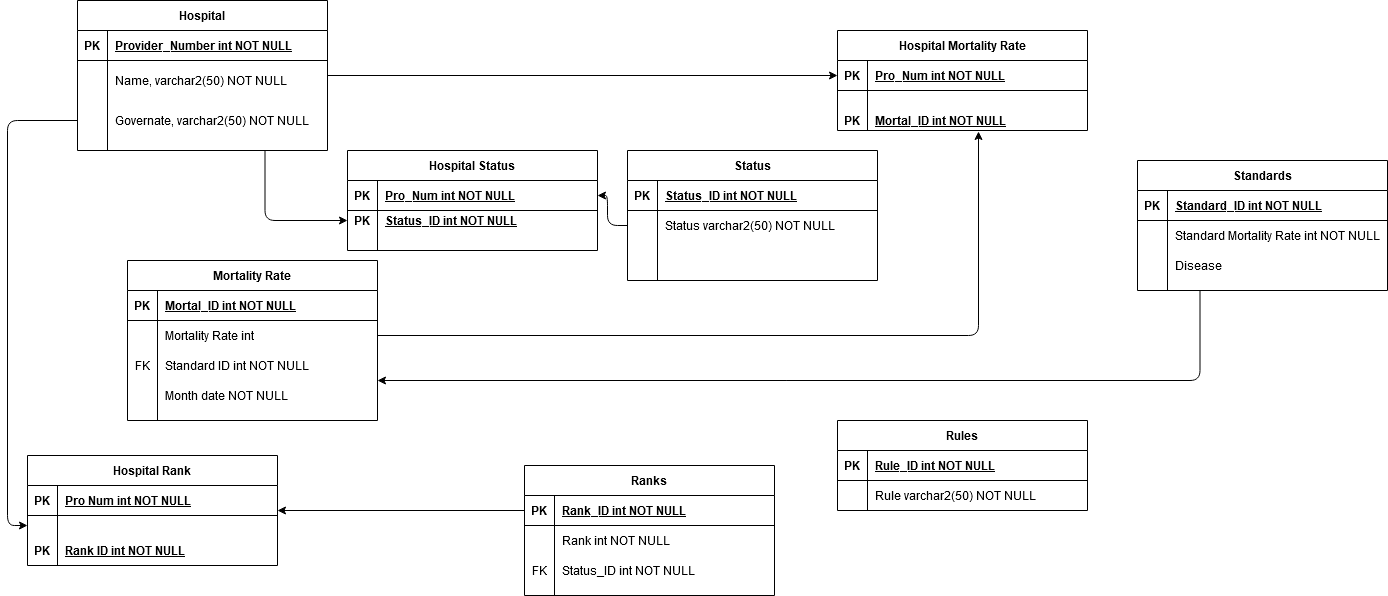 Hospital
PK Provider_Number int NOT NULL
Name, varchar2(50) NOT NULL
Governate, varchar2(50) NOT NULL
Hospital Mortality Rate
PK Pro_Num int NOT NULL
PK Mortal_ID int NOT NULL
Hospital Status
PK Pro_Num int NOT NULL
PK Status_ID int NOT NULL
Status
PK Status_ID int NOT NULL
Status varchar2(50) NOT NULL
Standards
PK Standard_ID int NOT NULL
Standard Mortality Rate int NOT NULL
Disease
Mortality Rate
PK Mortal_ID int NOT NULL
Mortality Rate int
FK Standard ID int NOT NULL
Month date NOT NULL
Hospital Rank
PK Pro Num int NOT NULL
PK Rank ID int NOT NULL
Ranks
PK Rank_ID int NOT NULL
Rank int NOT NULL
FK Status_ID int NOT NULL
Rules
PK Rule_ID int NOT NULL
Rule varchar2(50) NOT NULL